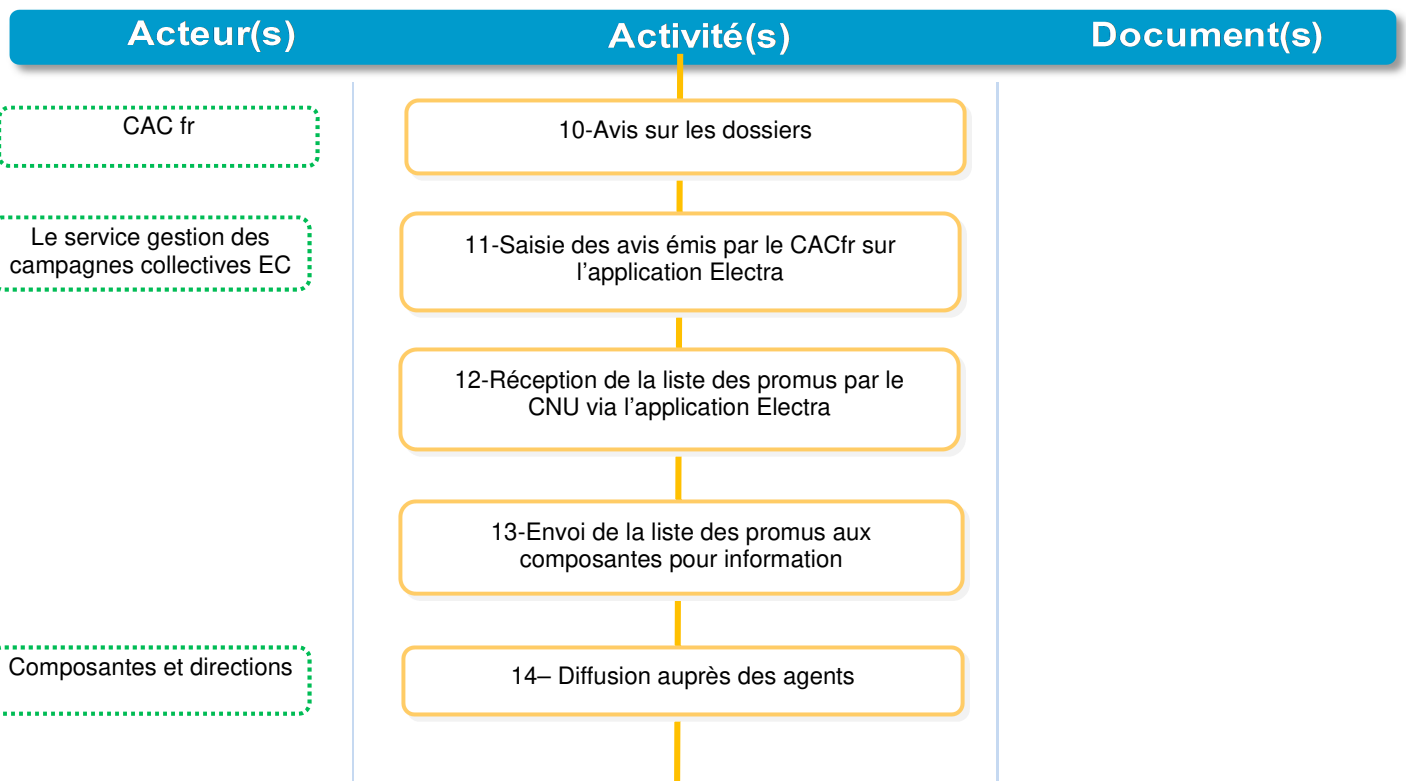 Acteur(s)
Activité(s)
Document(s)
CAC fr
10-Avis sur les dossiers
Le service gestion des
campagnes collectives EC
11-Saisie des avis émis par le CACfr sur
l’application Electra
12-Réception de la liste des promus par le
CNU via l’application Electra
13-Envoi de la liste des promus aux
composantes pour information
Composantes et directions
14– Diffusion auprès des agents